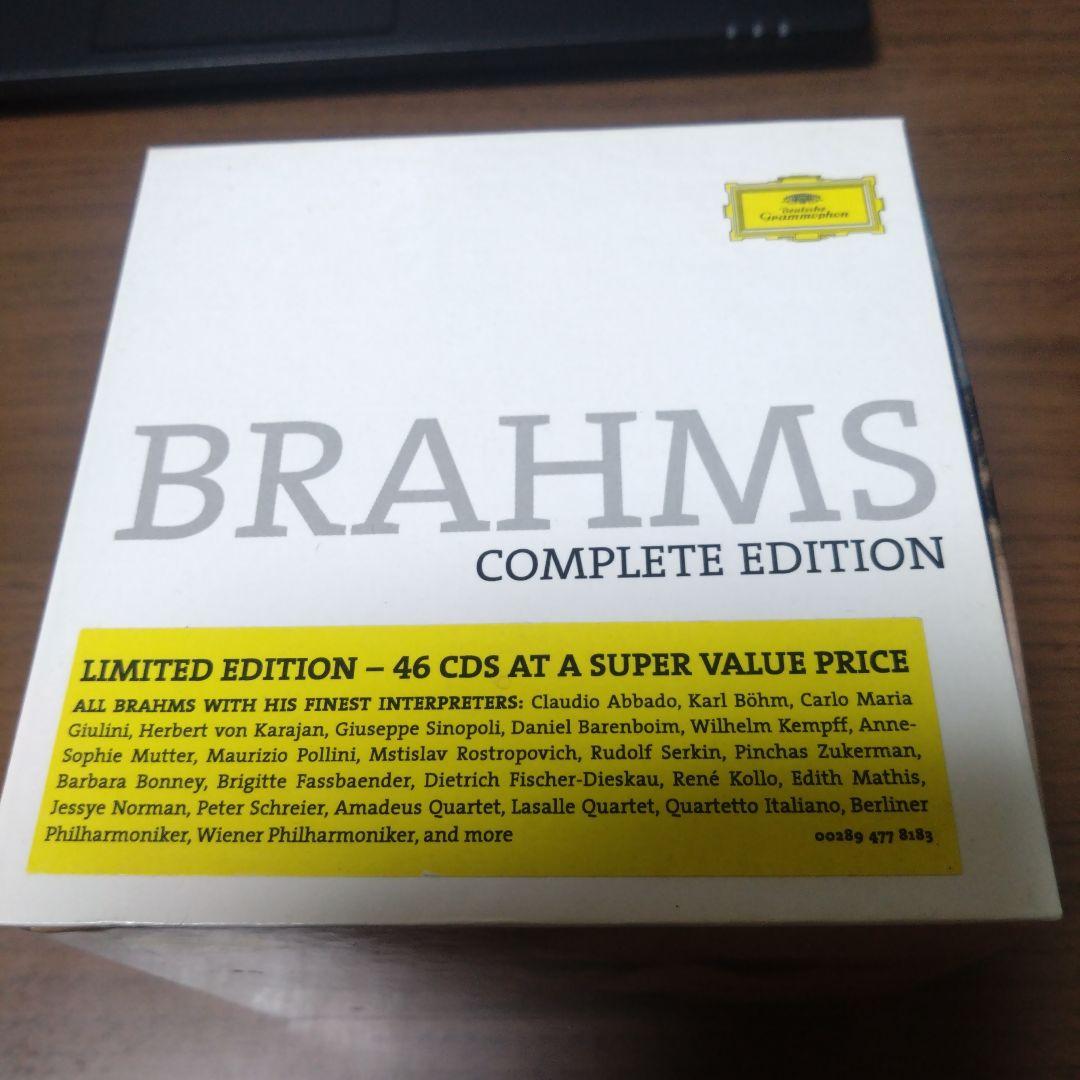 Deutsche
Grammophon
BRAHMS
COMPLETE EDITION
LIMITED EDITION – 46 CDS AT A SUPER VALUE PRICE
ALL BRAHMS WITH HIS FINEST INTERPRETERS: Claudio Abbado, Karl Böhm, Carlo Maria
Giulini, Herbert von Karajan, Giuseppe Sinopoli, Daniel Barenboim, Wilhelm Kempff, Anne-
Sophie Mutter, Maurizio Pollini, Mstislav Rostropovich, Rudolf Serkin, Pinchas Zukerman,
Barbara Bonney, Brigitte Fassbaender, Dietrich Fischer-Dieskau, René Kollo, Edith Mathis,
Jessye Norman, Peter Schreier, Amadeus Quartet, Lasalle Quartet, Quartetto Italiano, Berliner
Philharmoniker, Wiener Philharmoniker, and more 00289 477 8183